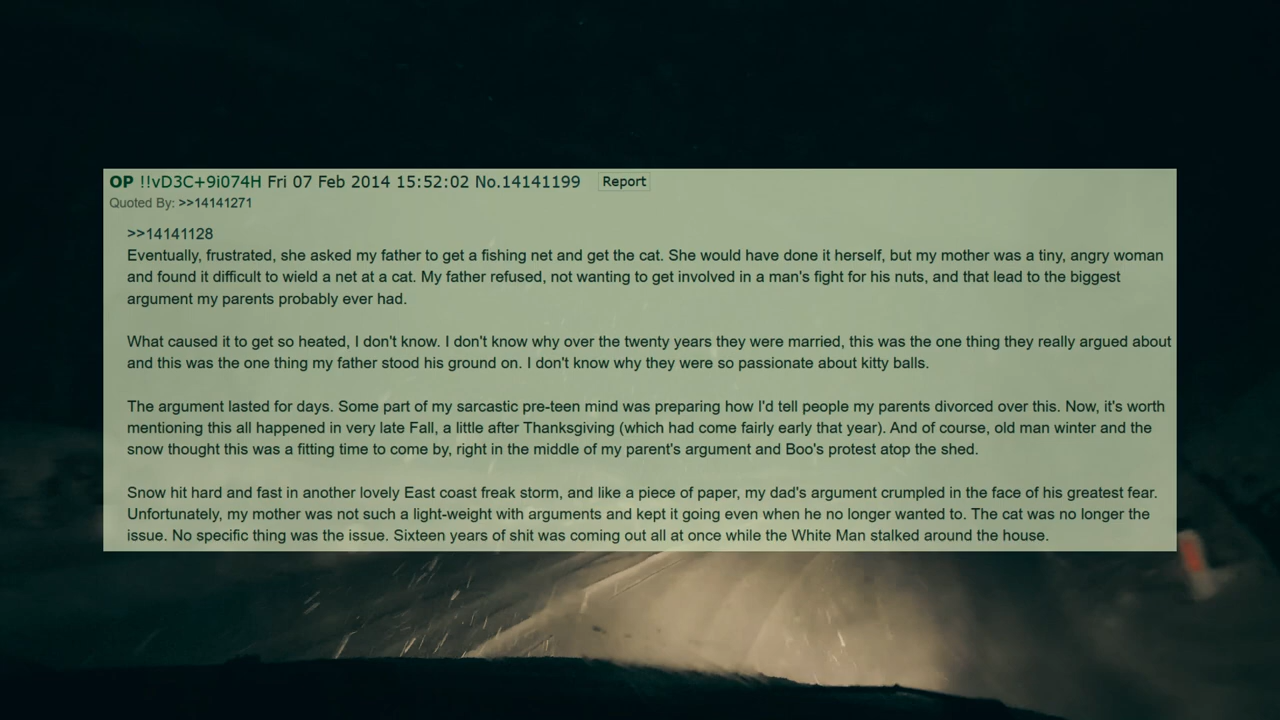 OP !!vD3C+9i074H Fri 07 Feb 2014 15:52:02 No.14141199 Report
Quoted By: >>14141271
>>14141128
Eventually, frustrated, she asked my father to get a fishing net and get the cat. She would have done it herself, but my mother was a tiny, angry woman
and found it difficult to wield a net at a cat. My father refused, not wanting to get involved in a man's fight for his nuts, and that lead to the biggest
argument my parents probably ever had.
What caused it to get so heated, I don't know. I don't know why over the twenty years they were married, this was the one thing they really argued about
and this was the one thing my father stood his ground on. I don't know why they were so passionate about kitty balls.
The argument lasted for days. Some part of my sarcastic pre-teen mind was preparing how I'd tell people my parents divorced over this. Now, it's worth
mentioning this all happened in very late Fall, a little after Thanksgiving (which had come fairly early that year). And of course, old man winter and the
snow thought this was a fitting time to come by, right in the middle of my parent's argument and Boo's protest atop the shed.
Snow hit hard and fast in another lovely East coast freak storm, and like a piece of paper, my dad's argument crumpled in the face of his greatest fear.
Unfortunately, my mother was not such a light-weight with arguments and kept it going even when he no longer wanted to. The cat was no longer the
issue. No specific thing was the issue. Sixteen years of shit was coming out all at once while the White Man stalked around the house.